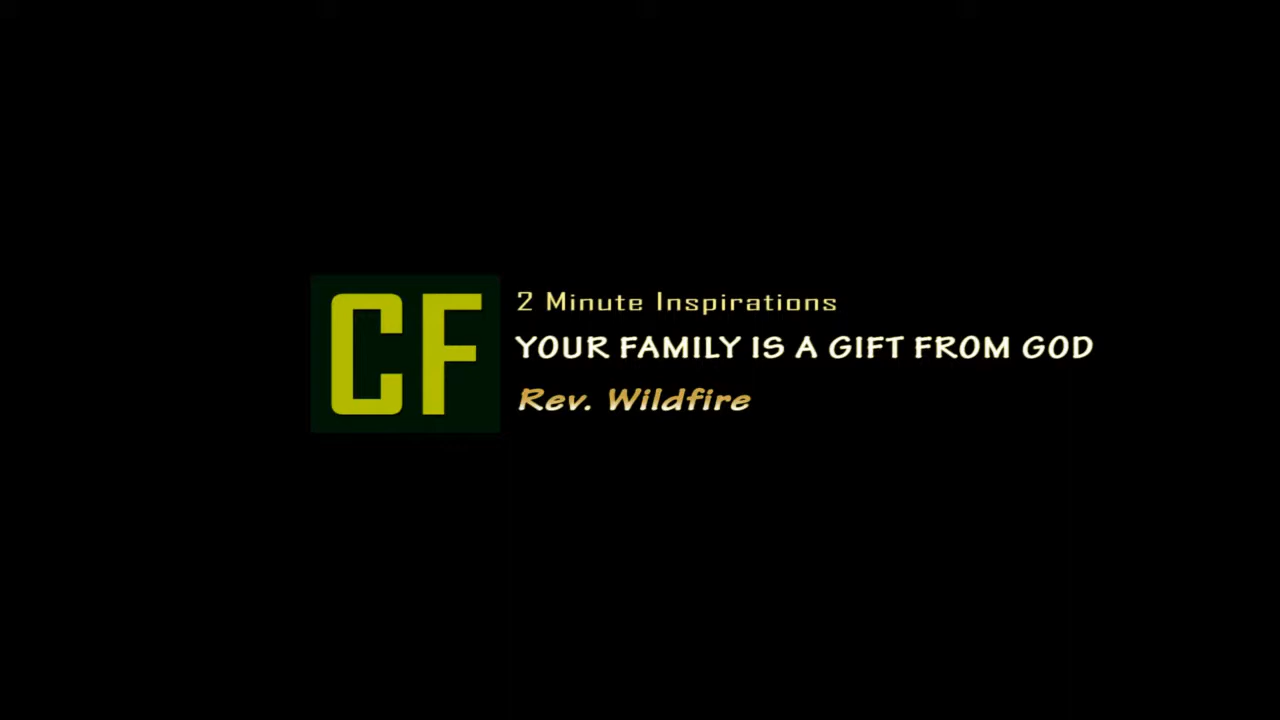 CF
2 Minute Inspirations
YOUR FAMILY IS A GIFT FROM GOD
Rev. Wildfire